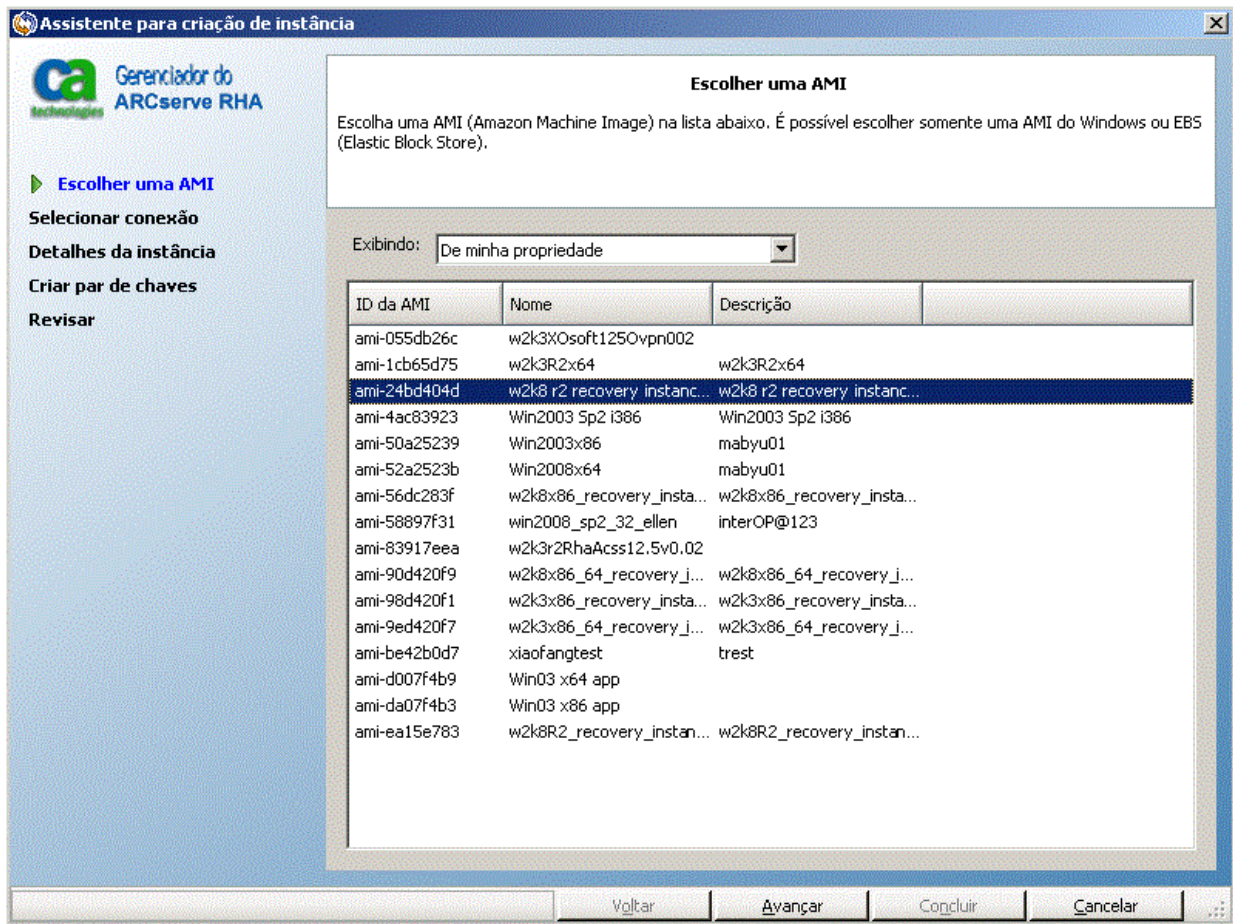 Assistente para criação de instância
ca
technologies
Gerenciador do
ARCserve RHA
Escolher uma AMI
Selecionar conexão
Detalhes da instância
Criar par de chaves
Revisar
Escolher uma AMI
Escolha uma AMI (Amazon Machine Image) na lista abaixo. É possível escolher somente uma AMI do Windows ou EBS
(Elastic Block Store).
Exibindo: De minha propriedade
ID da AMI Nome Descrição
ami-055db26c w2k3XOsoft125Ovpn002
ami-1cb65d75 w2k3R2x64 w2k3R2x64
ami-24bd404d w2k8 r2 recovery instanc... w2k8 r2 recovery instanc...
ami-4ac83923 Win2003 Sp2 i386 Win2003 Sp2 i386
ami-50a25239 Win2003x86 mabyu01
ami-52a2523b Win2008x64 mabyu01
ami-56dc283f w2k8x86_recovery_insta... w2k8x86_recovery_insta...
ami-58897f31 win2008_sp2_32_ellen interOP@123
ami-83917eea w2k3r2RhaAcss12.5v0.02
ami-90d420f9 w2k8x86_64_recovery_i... w2k8x86_64_recovery_i...
ami-98d420f1 w2k3x86_recovery_insta... w2k3x86_recovery_insta...
ami-9ed420f7 w2k3x86_64_recovery_i... w2k3x86_64_recovery_i...
ami-be42b0d7 xiaofangtest trest
ami-d007f4b9 Win03 x64 app
ami-da07f4b3 Win03 x86 app
ami-ea15e783 w2k8R2_recovery_instan... w2k8R2_recovery_instan...
Voltar Avançar Concluir Cancelar